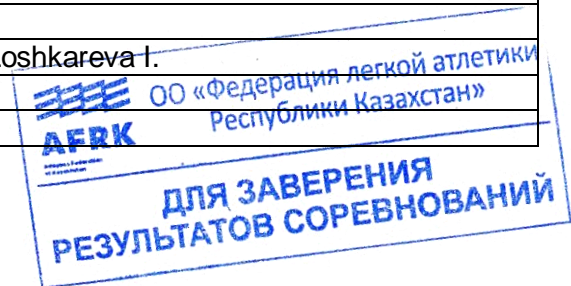 oshkareva I.
ОО «Федерация легкой атлетики
Республики Казахстан»
AFRK
ДЛЯ ЗАВЕРЕНИЯ
РЕЗУЛЬТАТОВ СОРЕВНОВАНИЙ